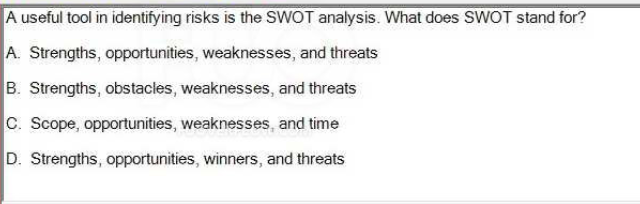 A useful tool in identifying risks is the SWOT analysis. What does SWOT stand for?
A. Strengths, opportunities, weaknesses, and threats
B. Strengths, obstacles, weaknesses, and threats
C. Scope, opportunities, weaknesses, and time
D. Strengths, opportunities, winners, and threats